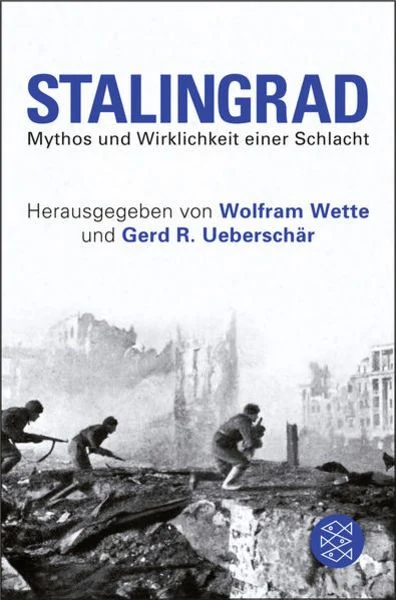 STALINGRAD
Mythos und Wirklichkeit einer Schlacht
Herausgegeben von Wolfram Wette
und Gerd R. Ueberschär